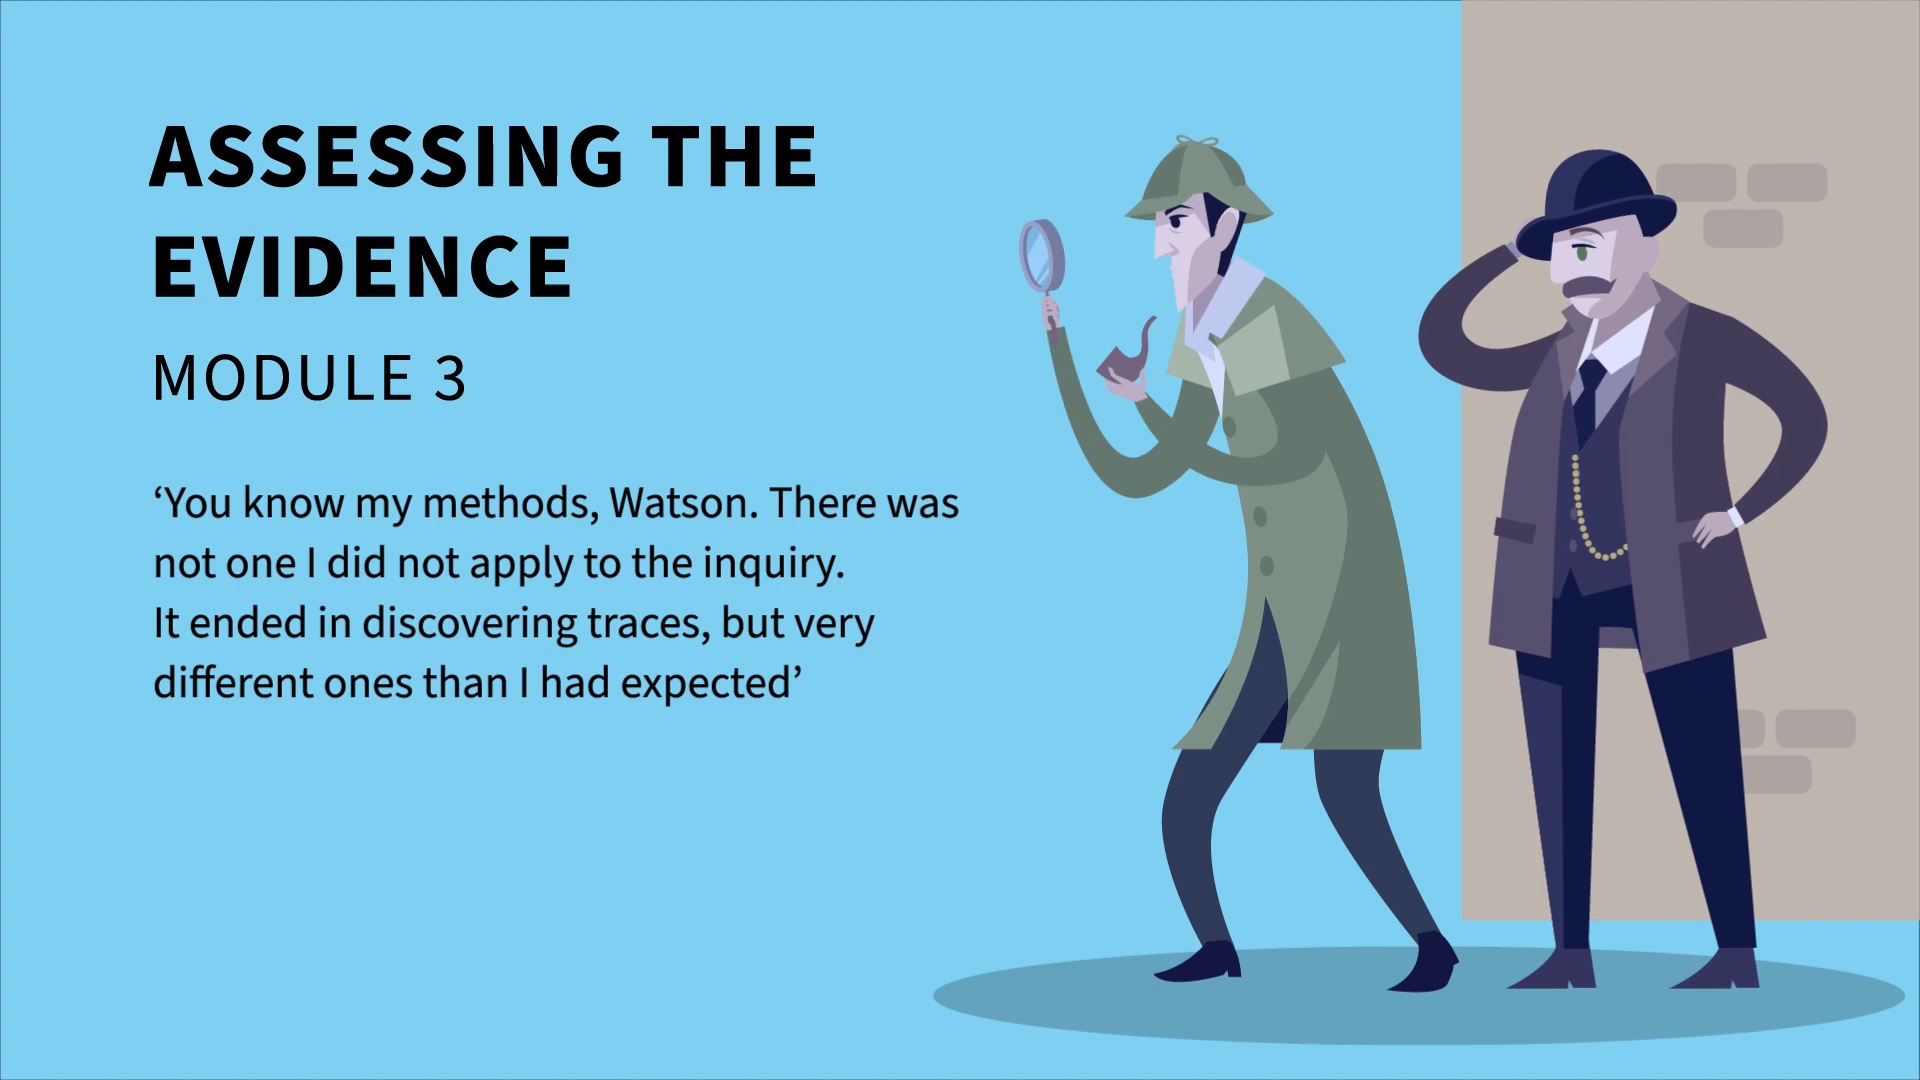 ASSESSING THE
EVIDENCE
MODULE 3
‘You know my methods, Watson. There was
not one I did not apply to the inquiry.
It ended in discovering traces, but very
different ones than I had expected’